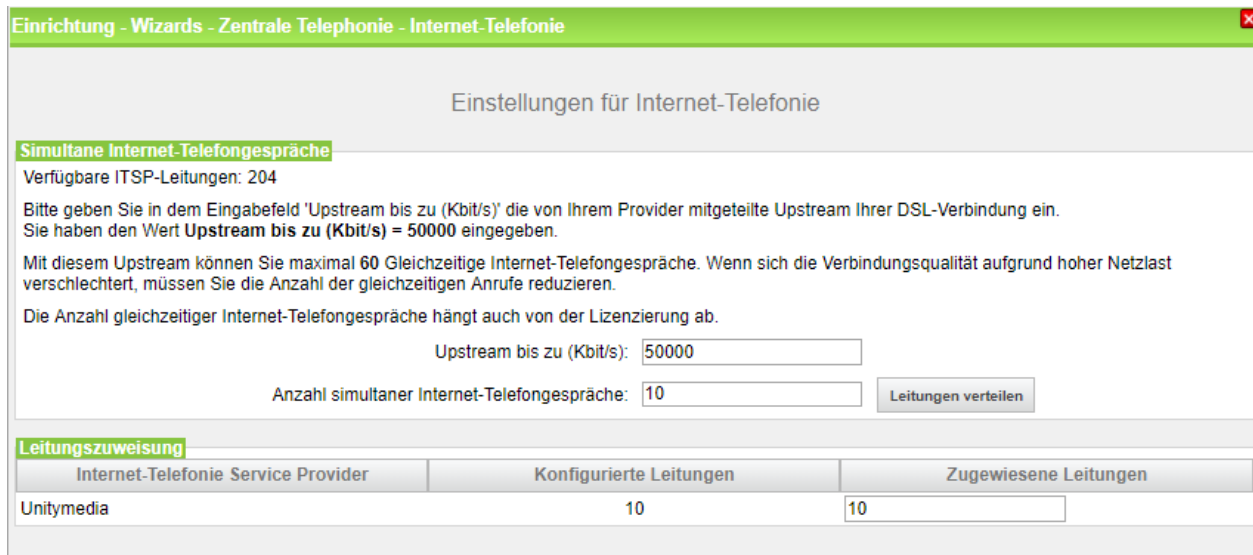 Einrichtung - Wizards - Zentrale Telephonie - Internet-Telefonie
Einstellungen für Internet-Telefonie
Simultane Internet-Telefongespräche
Verfügbare ITSP-Leitungen: 204
Bitte geben Sie in dem Eingabefeld 'Upstream bis zu (Kbit/s)' die von Ihrem Provider mitgeteilte Upstream Ihrer DSL-Verbindung ein.
Sie haben den Wert Upstream bis zu (Kbit/s) = 50000 eingegeben.
Mit diesem Upstream können Sie maximal 60 Gleichzeitige Internet-Telefongespräche. Wenn sich die Verbindungsqualität aufgrund hoher Netzlast
verschlechtert, müssen Sie die Anzahl der gleichzeitigen Anrufe reduzieren.
Die Anzahl gleichzeitiger Internet-Telefongespräche hängt auch von der Lizenzierung ab.
Upstream bis zu (Kbit/s): 50000
Anzahl simultaner Internet-Telefongespräche: 10 Leitungen verteilen
Leitungszuweisung
Internet-Telefonie Service Provider Konfigurierte Leitungen Zugewiesene Leitungen
Unitymedia 10 10